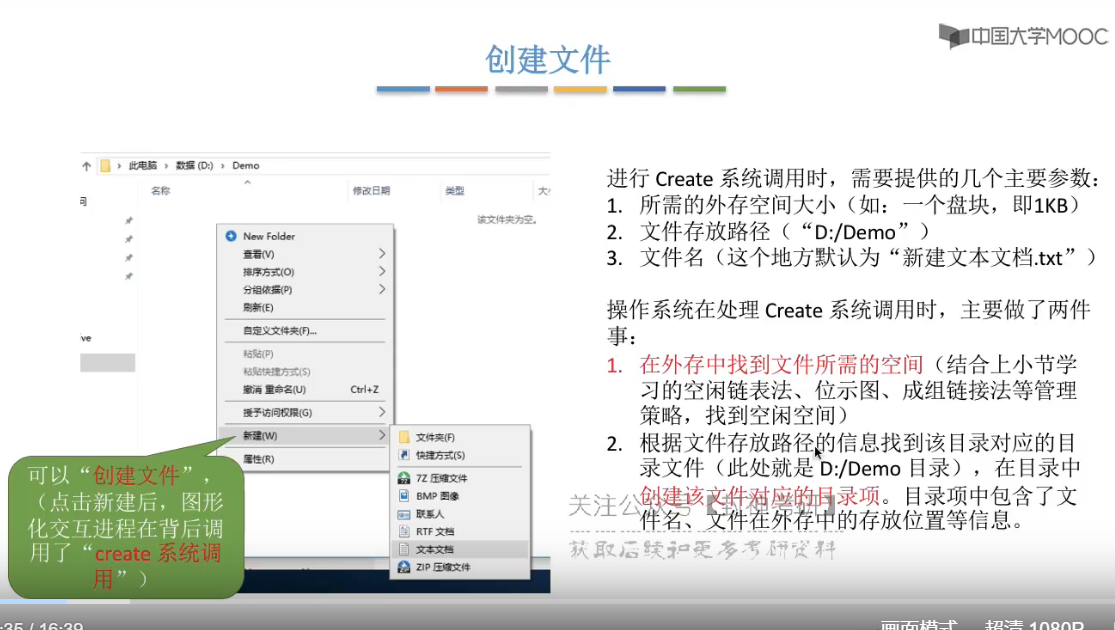 中国大学MOOC
创建文件
此电脑 › 数据 (D:) › Demo
名称 修改日期 类型
该文件夹为空。
New Folder
查看(V)
排序方式(O)
分组依据(P)
刷新(E)
自定义文件夹(F)...
粘贴(P)
粘贴快捷方式(S)
撤消 重命名(U) Ctrl+Z
授予访问权限(G)
新建(W)
属性(R)
文件夹(F)
快捷方式(S)
7Z 压缩文件
BMP 图像
联系人
RTF 文档
文本文档
ZIP 压缩文件
可以“创建文件”，
（点击新建后，图形
化交互进程在背后调
用了“create 系统调
用”）
进行 Create 系统调用时，需要提供的几个主要参数：
1. 所需的外存空间大小（如：一个盘块，即1KB）
2. 文件存放路径（“D:/Demo”）
3. 文件名（这个地方默认为“新建文本文档.txt”）
操作系统在处理 Create 系统调用时，主要做了两件
事：
1. 在外存中找到文件所需的空间（结合上小节学
习的空闲链表法、位示图、成组链接法等管理
策略，找到空闲空间）
2. 根据文件存放路径的信息找到该目录对应的目
录文件（此处就是 D:/Demo 目录），在目录中
创建该文件对应的目录项。目录项中包含了文
件名、文件在外存中的存放位置等信息。
获取后续和更多考研资料
:35 / 16:39
画面模式 超清 1080P